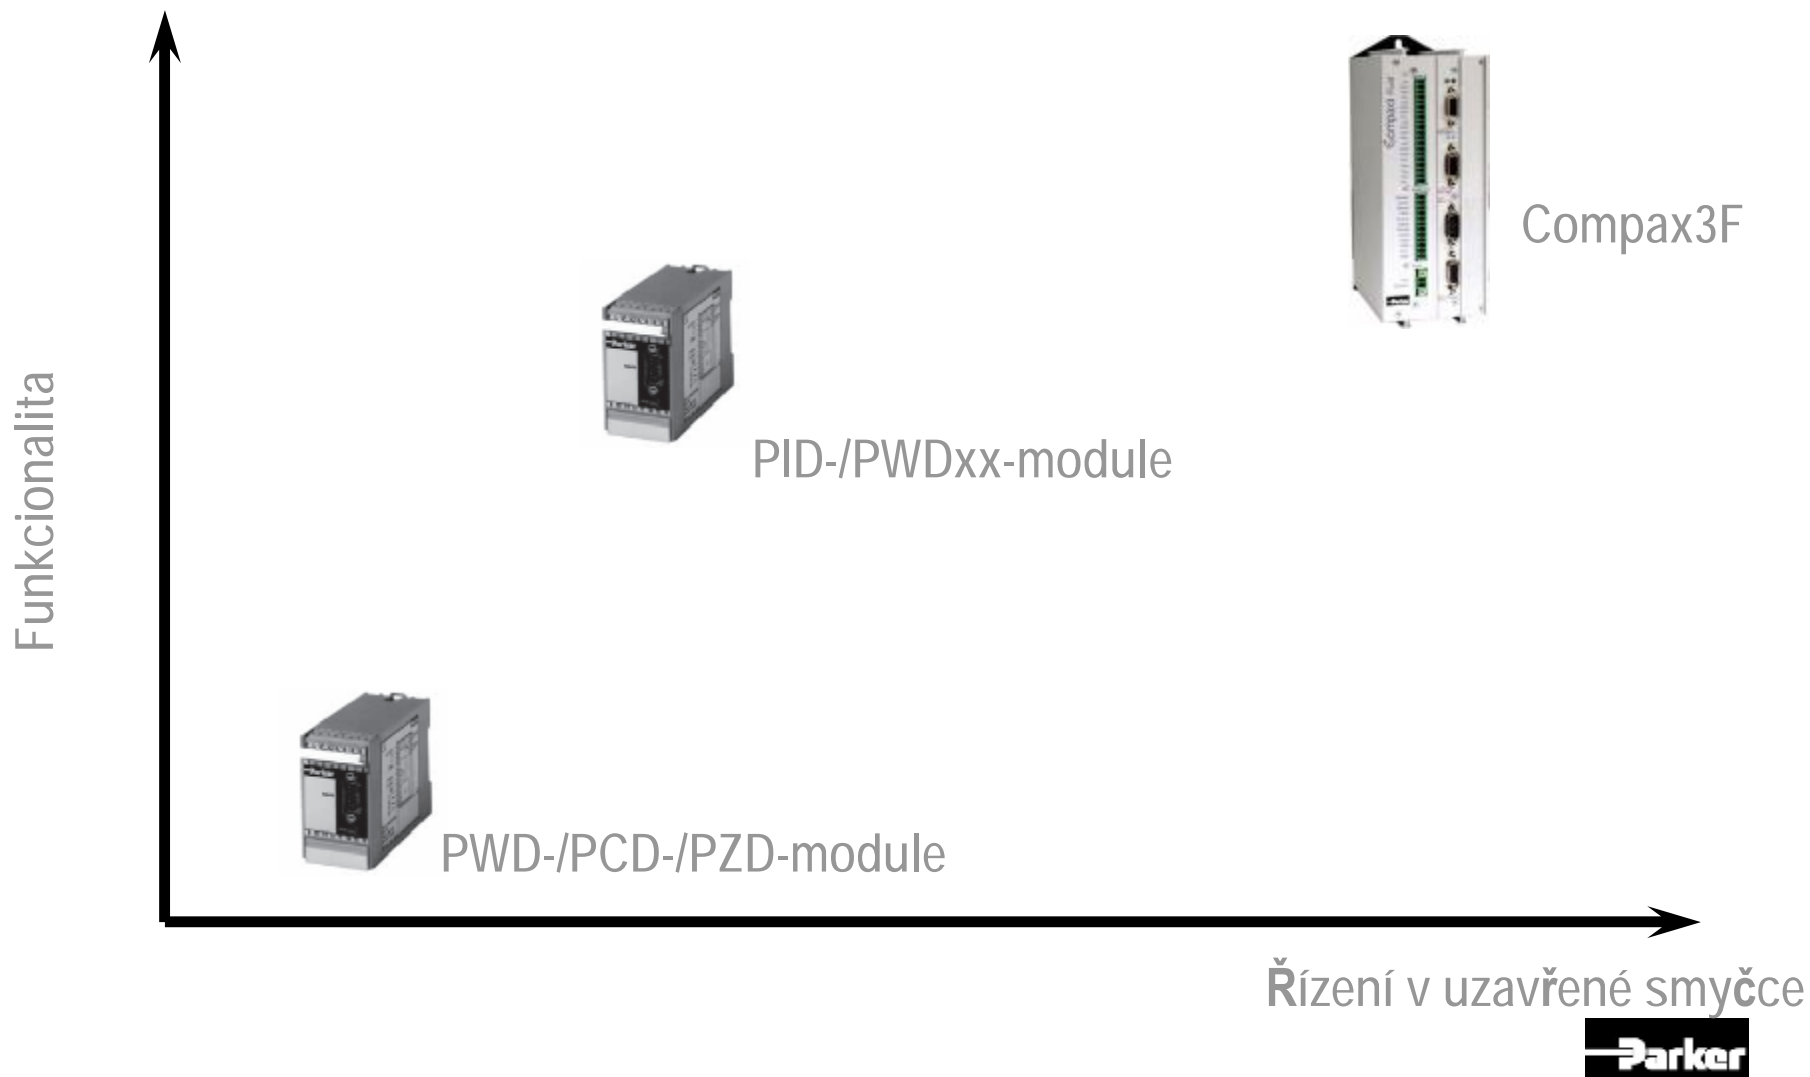 Compax3F
Funkcionalita
PID-/PWDxx-module
PWD-/PCD-/PZD-module
Řízení v uzavřené smyčce
Parker